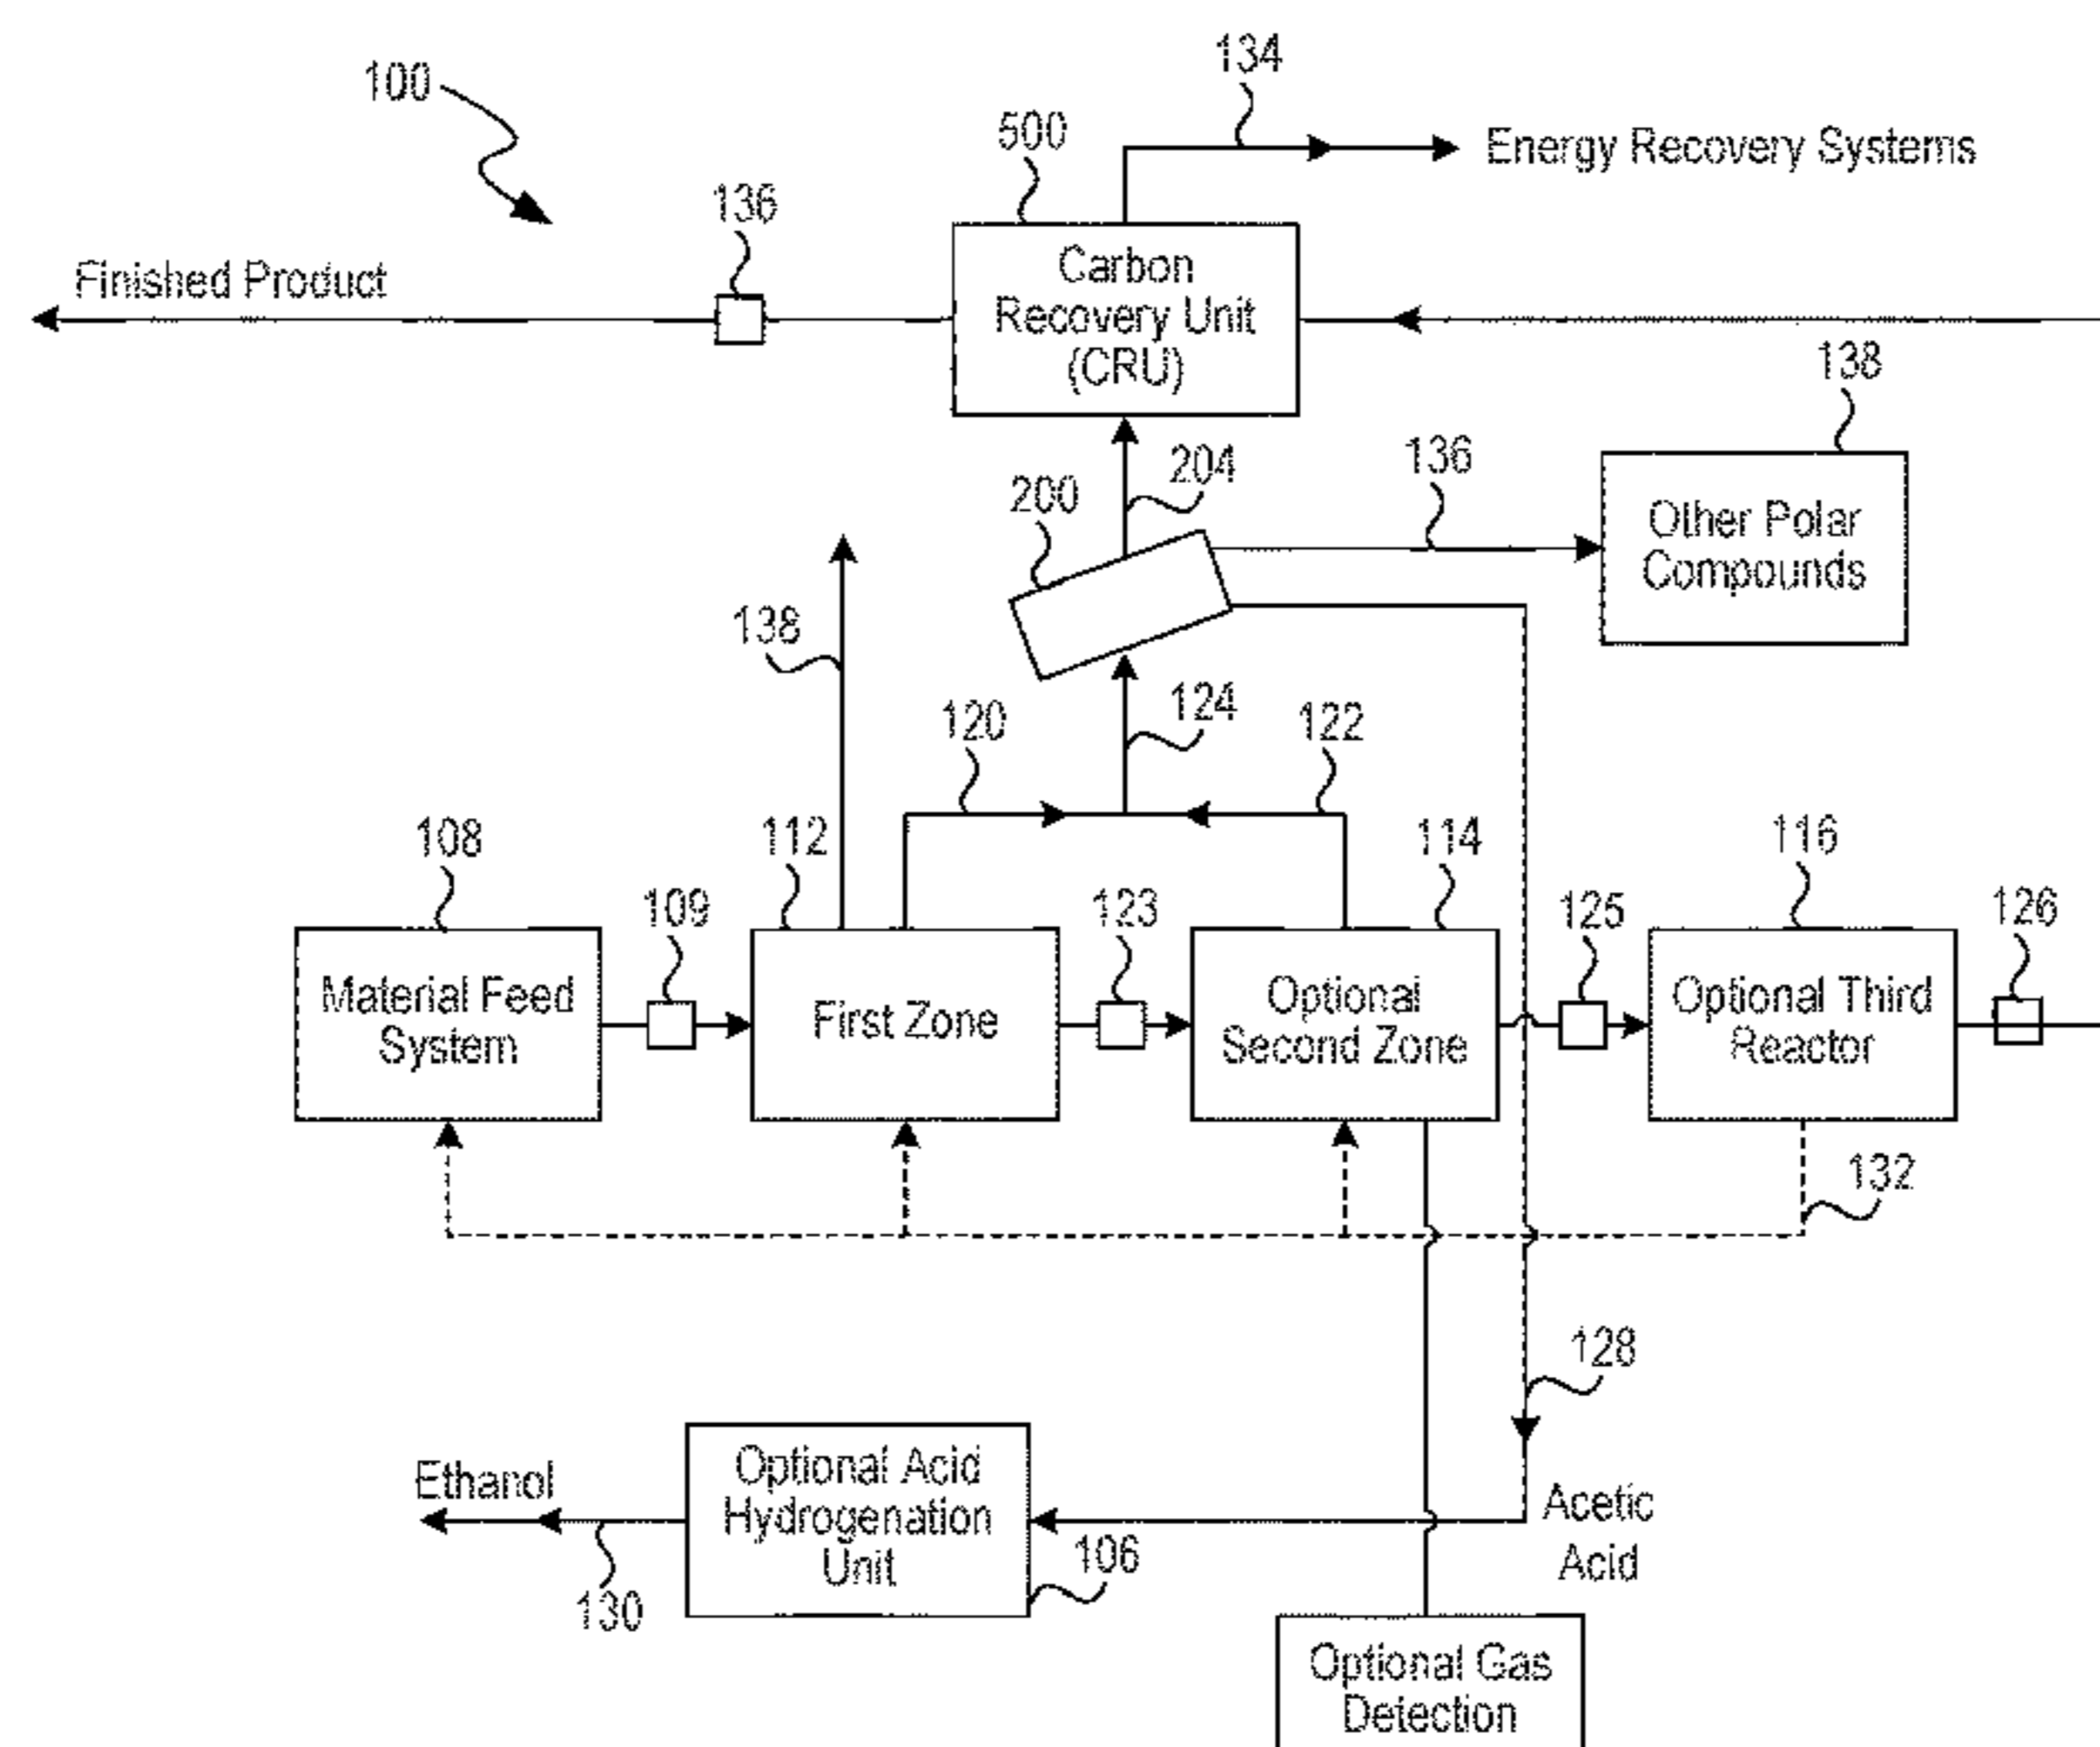 134
100
500
Energy Recovery Systems
136
Finished Product
Carbon
Recovery Unit
(CRU)
138
204
136
200
Other Polar
Compounds
138
124
120
122
108
112
114
116
109
123
125
126
Material Feed
System
First Zone
Optional
Second Zone
Optional Third
Reactor
132
128
Ethanol
Optional Acid
Hydrogenation
Unit
Acetic
Acid
106
130
Optional Gas
Detection